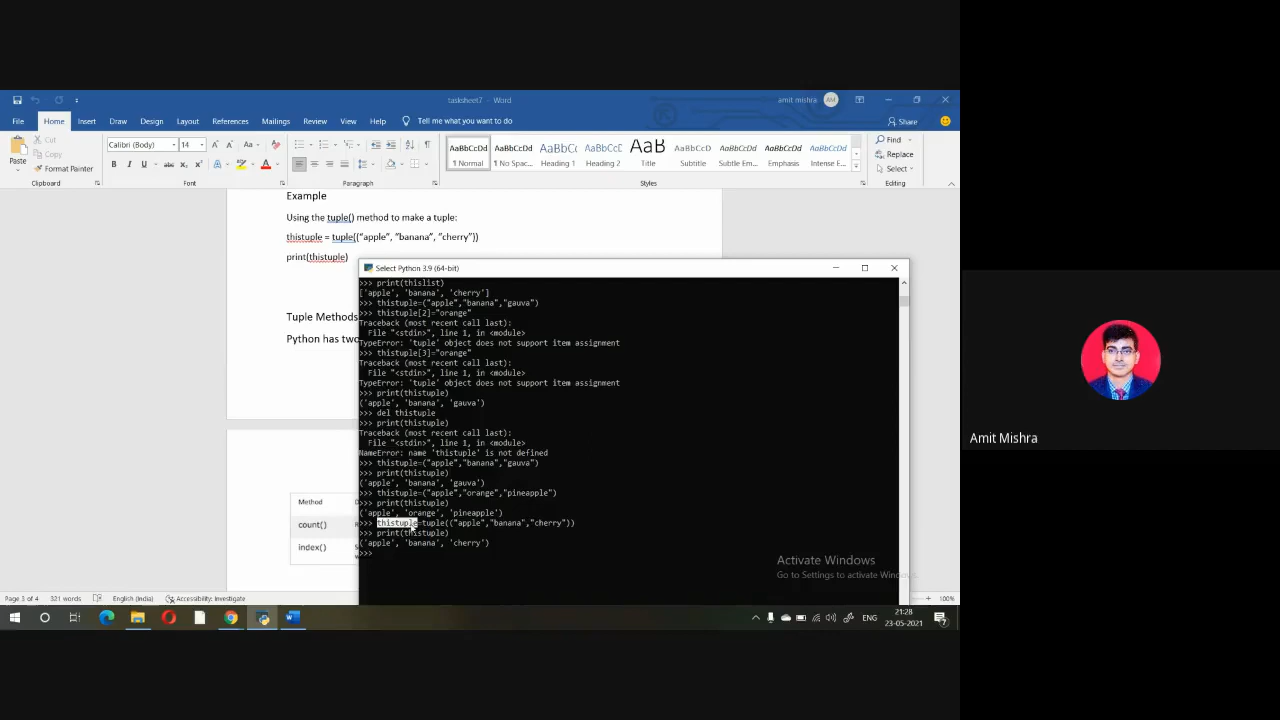 tasksheet7 - Word
amit mishra
AM
File Home Insert Draw Design Layout References Mailings Review View Help Tell me what you want to do
Share
Paste
Cut
Copy
Format Painter
Clipboard
Calibri (Body) 14
Font
Paragraph
AaBbCcDd AaBbCcDd AaBbCc AaBbCcD AaB AaBbCcD AaBbCcDd AaBbCcDd AaBbCcDd
¶ Normal ¶ No Spac... Heading 1 Heading 2 Title Subtitle Subtle Em... Emphasis Intense E...
Styles
Find
Replace
Select
Editing
Example
Using the tuple() method to make a tuple:
thistuple = tuple(("apple", "banana", "cherry"))
print(thistuple)
Tuple Methods
Python has two
Method
count()
index()
Select Python 3.9 (64-bit)
>>> print(thislist)
['apple', 'banana', 'cherry']
>>> thistuple=("apple","banana","gauva")
>>> thistuple[2]="orange"
Traceback (most recent call last):
File "<stdin>", line 1, in <module>
TypeError: 'tuple' object does not support item assignment
>>> thistuple[3]="orange"
Traceback (most recent call last):
File "<stdin>", line 1, in <module>
TypeError: 'tuple' object does not support item assignment
>>> print(thistuple)
('apple', 'banana', 'gauva')
>>> del thistuple
>>> print(thistuple)
Traceback (most recent call last):
File "<stdin>", line 1, in <module>
NameError: name 'thistuple' is not defined
>>> thistuple=("apple","banana","gauva")
>>> print(thistuple)
('apple', 'banana', 'gauva')
>>> thistuple=("apple","orange","pineapple")
>>> print(thistuple)
('apple', 'orange', 'pineapple')
>>> thistuple=tuple(("apple","banana","cherry"))
>>> print(thistuple)
('apple', 'banana', 'cherry')
>>>
Activate Windows
Go to Settings to activate Windows.
Page 3 of 4 321 words English (India) Accessibility: Investigate
100%
ENG
21:28
23-05-2021
Amit Mishra